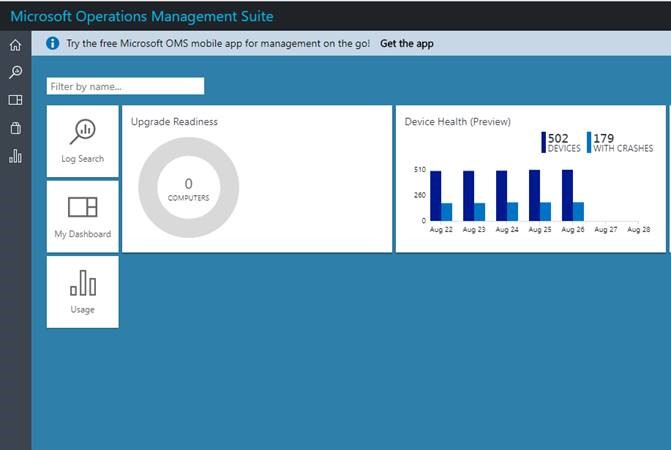 Microsoft Operations Management Suite
Try the free Microsoft OMS mobile app for management on the go! Get the app
Filter by name...
Log Search
My Dashboard
Usage
Upgrade Readiness
0
COMPUTERS
Device Health (Preview)
502
DEVICES
179
WITH CRASHES
510
260
0
Aug 22 Aug 23 Aug 24 Aug 25 Aug 26 Aug 27 Aug 28